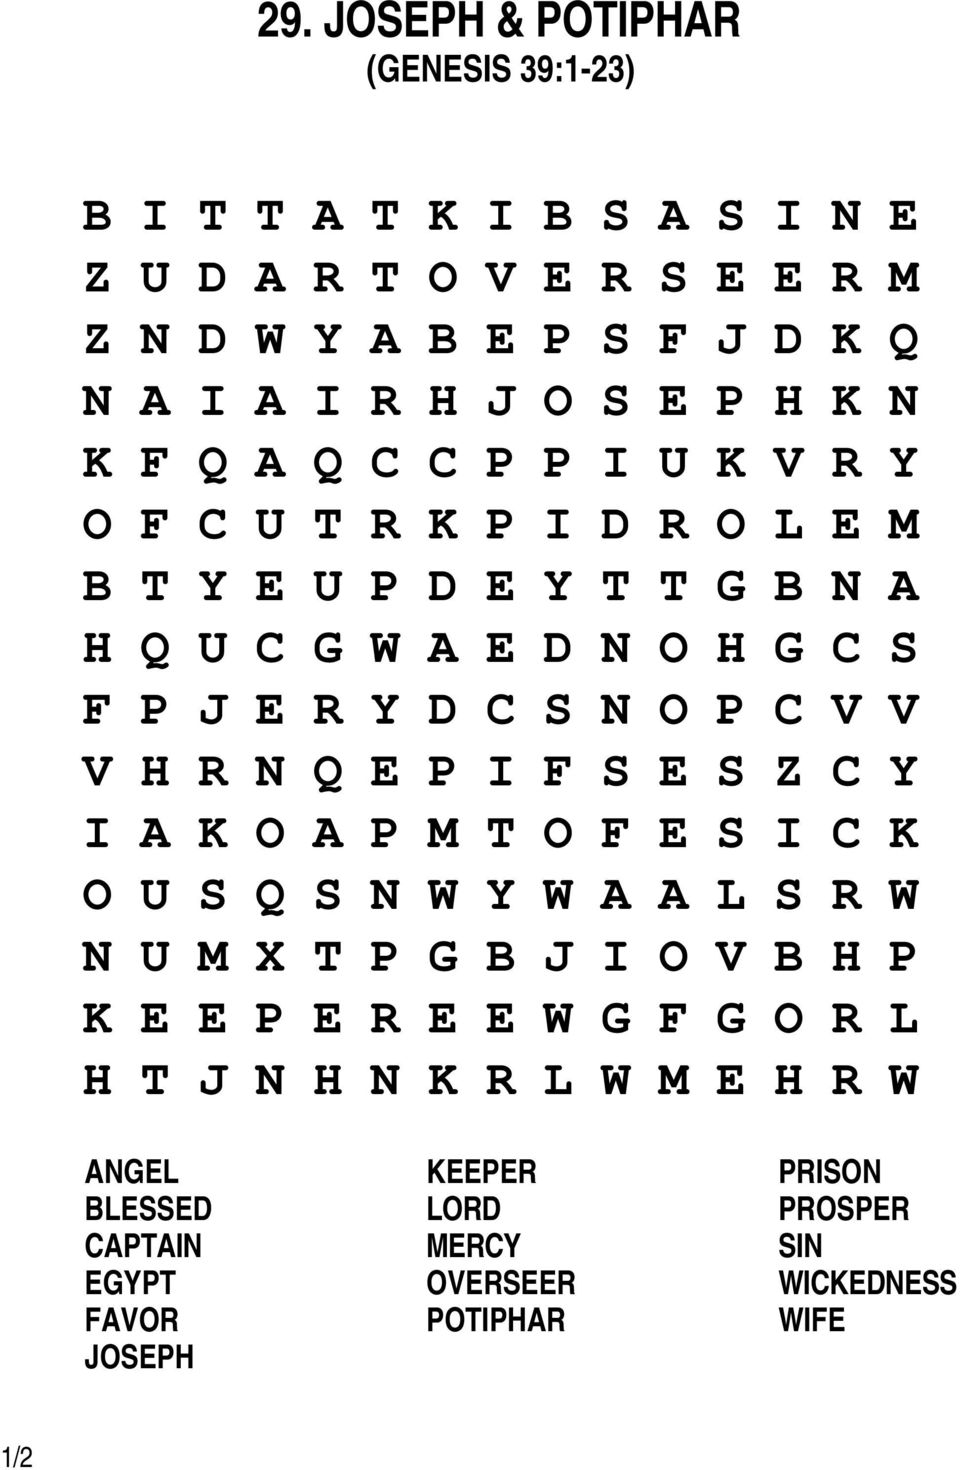 29. JOSEPH & POTIPHAR
(GENESIS 39:1-23)
B I T T A T K I B S A S I N E
Z U D A R T O V E R S E E R M
Z N D W Y A B E P S F J D K Q
N A I A I R H J O S E P H K N
K F Q A Q C C P P I U K V R Y
O F C U T R K P I D R O L E M
B T Y E U P D E Y T T G B N A
H Q U C G W A E D N O H G C S
F P J E R Y D C S N O P C V V
V H R N Q E P I F S E S Z C Y
I A K O A P M T O F E S I C K
O U S Q S N W Y W A A L S R W
N U M X T P G B J I O V B H P
K E E P E R E E W G F G O R L
H T J N H N K R L W M E H R W
ANGEL KEEPER PRISON
BLESSED LORD PROSPER
CAPTAIN MERCY SIN
EGYPT OVERSEER WICKEDNESS
FAVOR POTIPHAR WIFE
JOSEPH
1/2